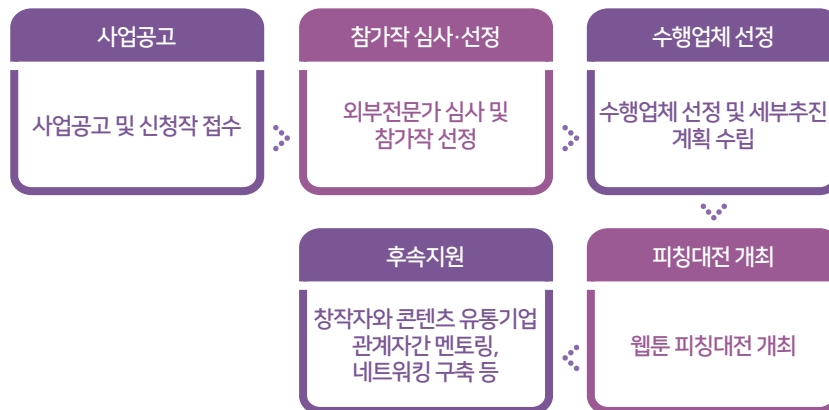 사업공고
사업공고 및 신청작 접수
참가작 심사·선정
외부전문가 심사 및
참가작 선정
수행업체 선정
수행업체 선정 및 세부추진
계획 수립
피칭대전 개최
웹툰 피칭대전 개최
후속지원
창작자와 콘텐츠 유통기업
관계자간 멘토링,
네트워킹 구축 등